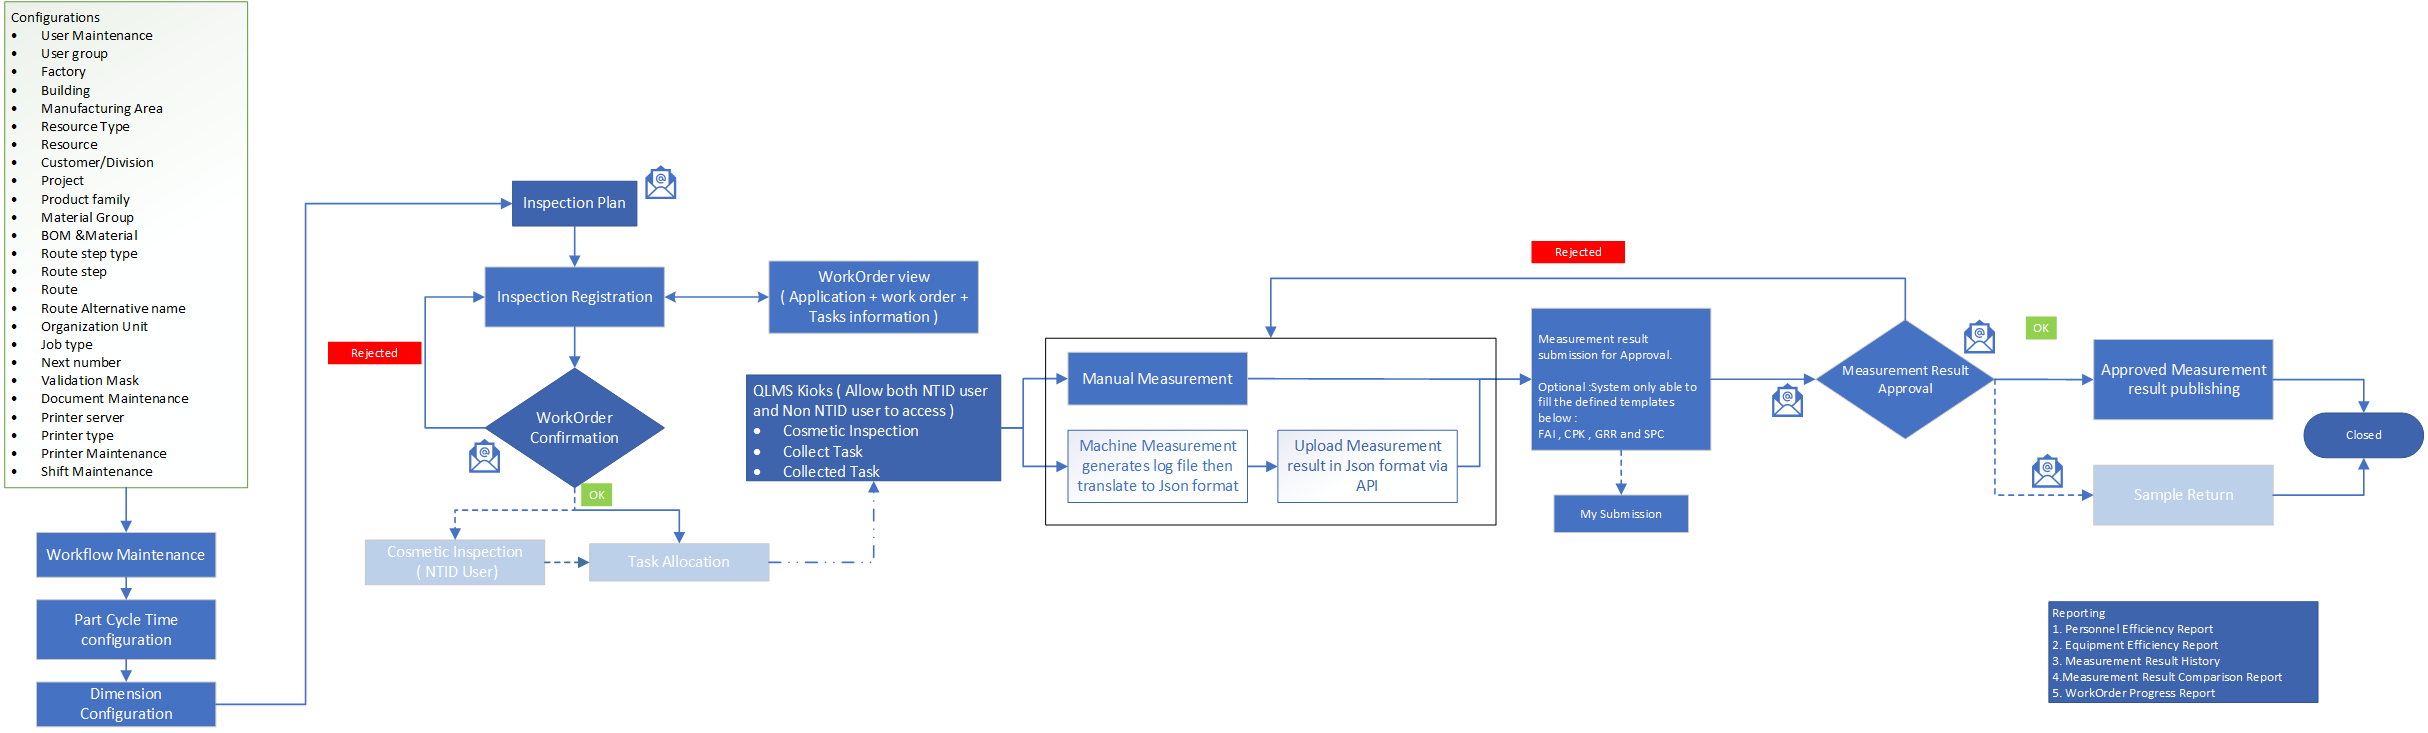 Configurations
• User Maintenance
• User group
• Factory
• Building
• Manufacturing Area
• Resource Type
• Resource
• Customer/Division
• Project
• Product family
• Material Group
• BOM &Material
• Route step type
• Route step
• Route
• Route Alternative name
• Organization Unit
• Job type
• Next number
• Validation Mask
• Document Maintenance
• Printer server
• Printer type
• Printer Maintenance
• Shift Maintenance
Workflow Maintenance
Part Cycle Time
configuration
Dimension
Configuration
Inspection Plan
@
Inspection Registration
WorkOrder view
( Application + work order +
Tasks information )
Rejected
WorkOrder
Confirmation
@
OK
Cosmetic Inspection
( NTID User)
Task Allocation
QLMS Kioks ( Allow both NTID user
and Non NTID user to access )
• Cosmetic Inspection
• Collect Task
• Collected Task
Manual Measurement
Machine Measurement
generates log file then
translate to Json format
Upload Measurement
result in Json format via
API
Rejected
Measurement result
submission for Approval.
Optional :System only able to
fill the defined templates
below :
FAI , CPK , GRR and SPC
My Submission
@
Measurement Result
Approval
@
OK
Approved Measurement
result publishing
@
Sample Return
Closed
Reporting
1. Personnel Efficiency Report
2. Equipment Efficiency Report
3. Measurement Result History
4.Measurement Result Comparison Report
5. WorkOrder Progress Report